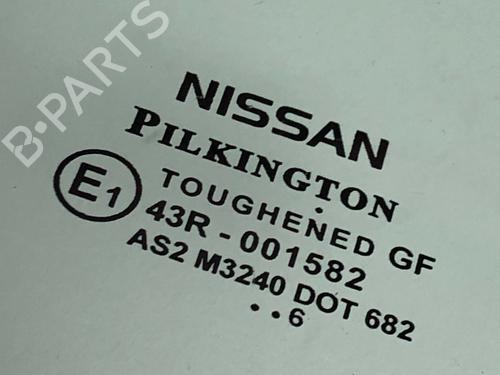 B-PARTS
NISSAN
PILKINGTON
E1
TOUGHENED GF
43R - 001582
AS2 M3240 DOT 682
..6